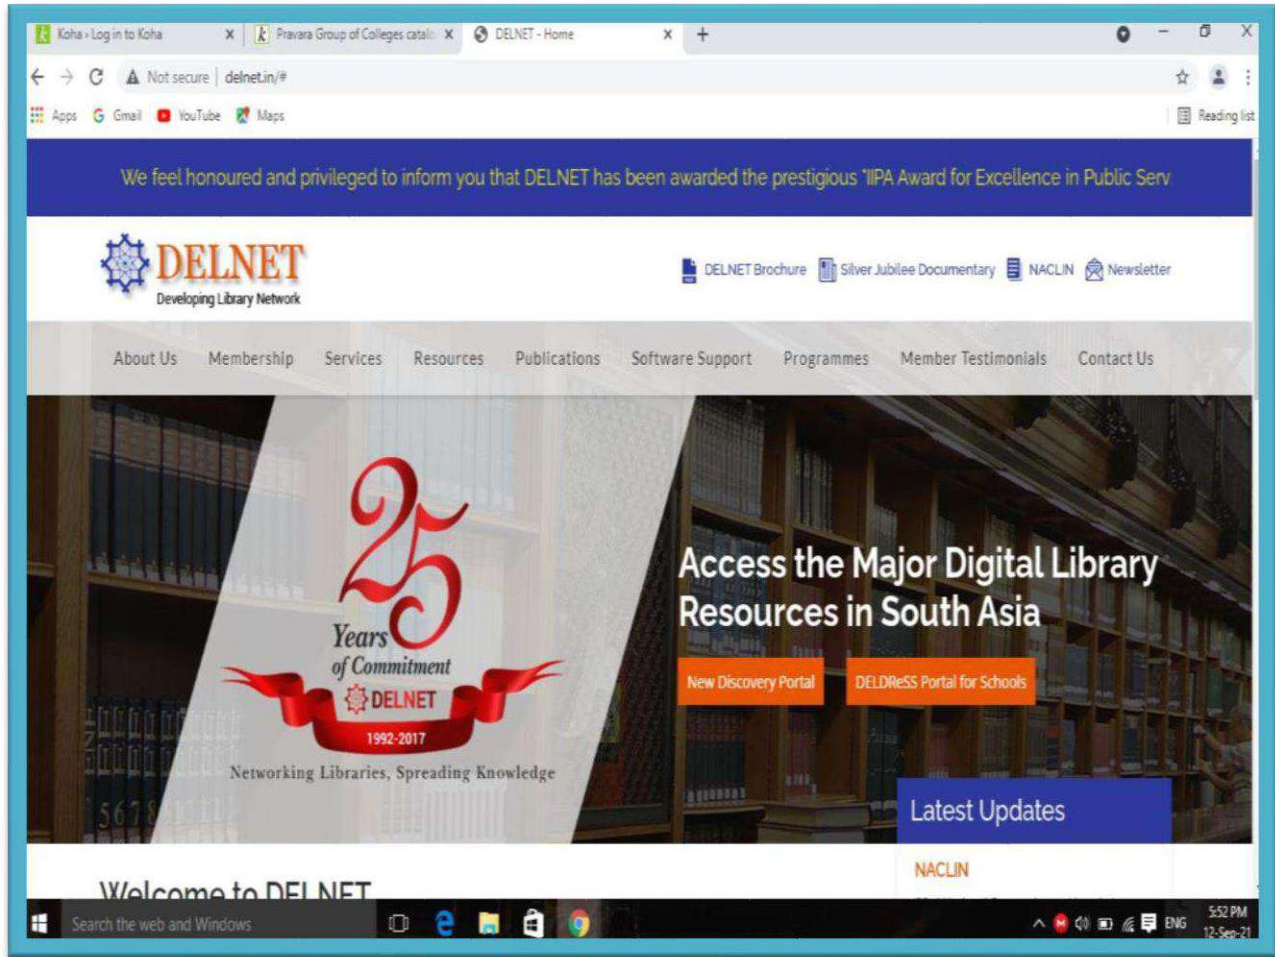 Koha › Log in to Koha
Pravara Group of Colleges catalo
DELNET - Home
Not secure | delnet.in/#
Apps Gmail YouTube Maps
Reading list
We feel honoured and privileged to inform you that DELNET has been awarded the prestigious "IIPA Award for Excellence in Public Serv
DELNET
Developing Library Network
DELNET Brochure Silver Jubilee Documentary NACLIN Newsletter
About Us Membership Services Resources Publications Software Support Programmes Member Testimonials Contact Us
25
Years
of Commitment
DELNET
1992-2017
Networking Libraries, Spreading Knowledge
Access the Major Digital Library
Resources in South Asia
New Discovery Portal DELDReSS Portal for Schools
Latest Updates
NACLIN
Welcome to DELNET
Search the web and Windows
ENG
5:52 PM
12-Sep-21